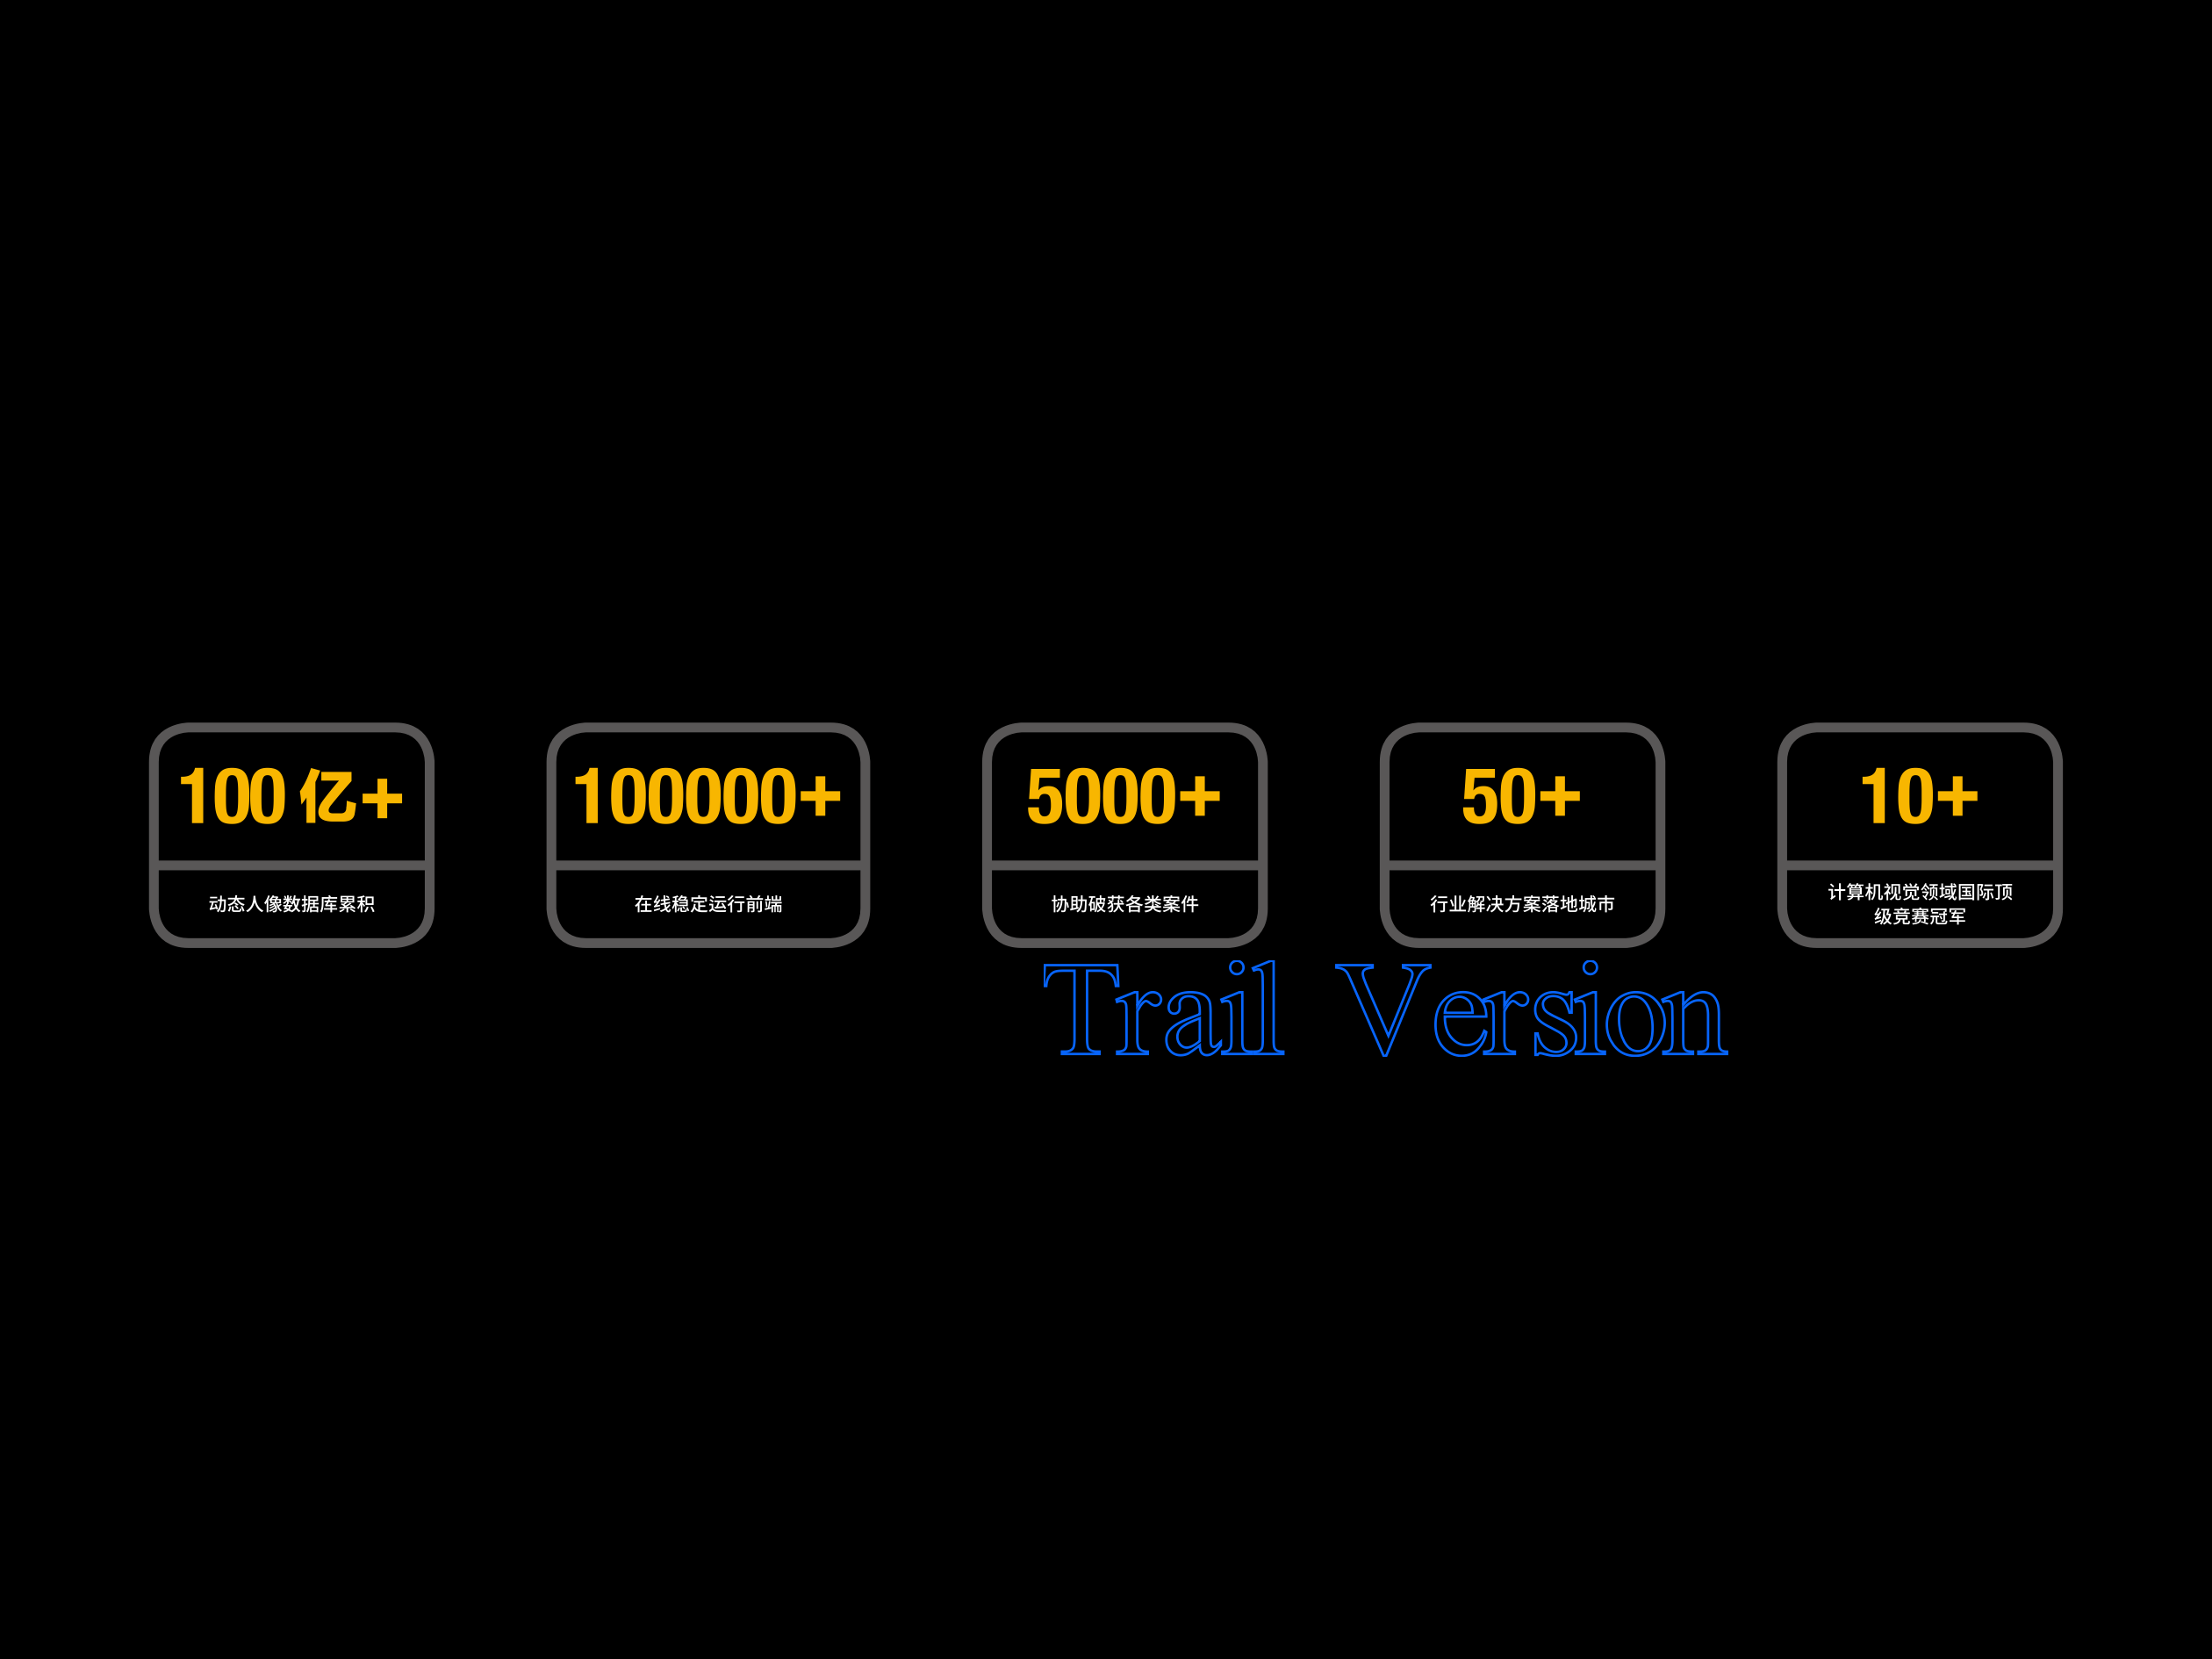 100亿+
动态人像数据库累积
100000+
在线稳定运行前端
5000+
协助破获各类案件
50+
行业解决方案落地城市
10+
计算机视觉领域国际顶
级竞赛冠军
Trail Version